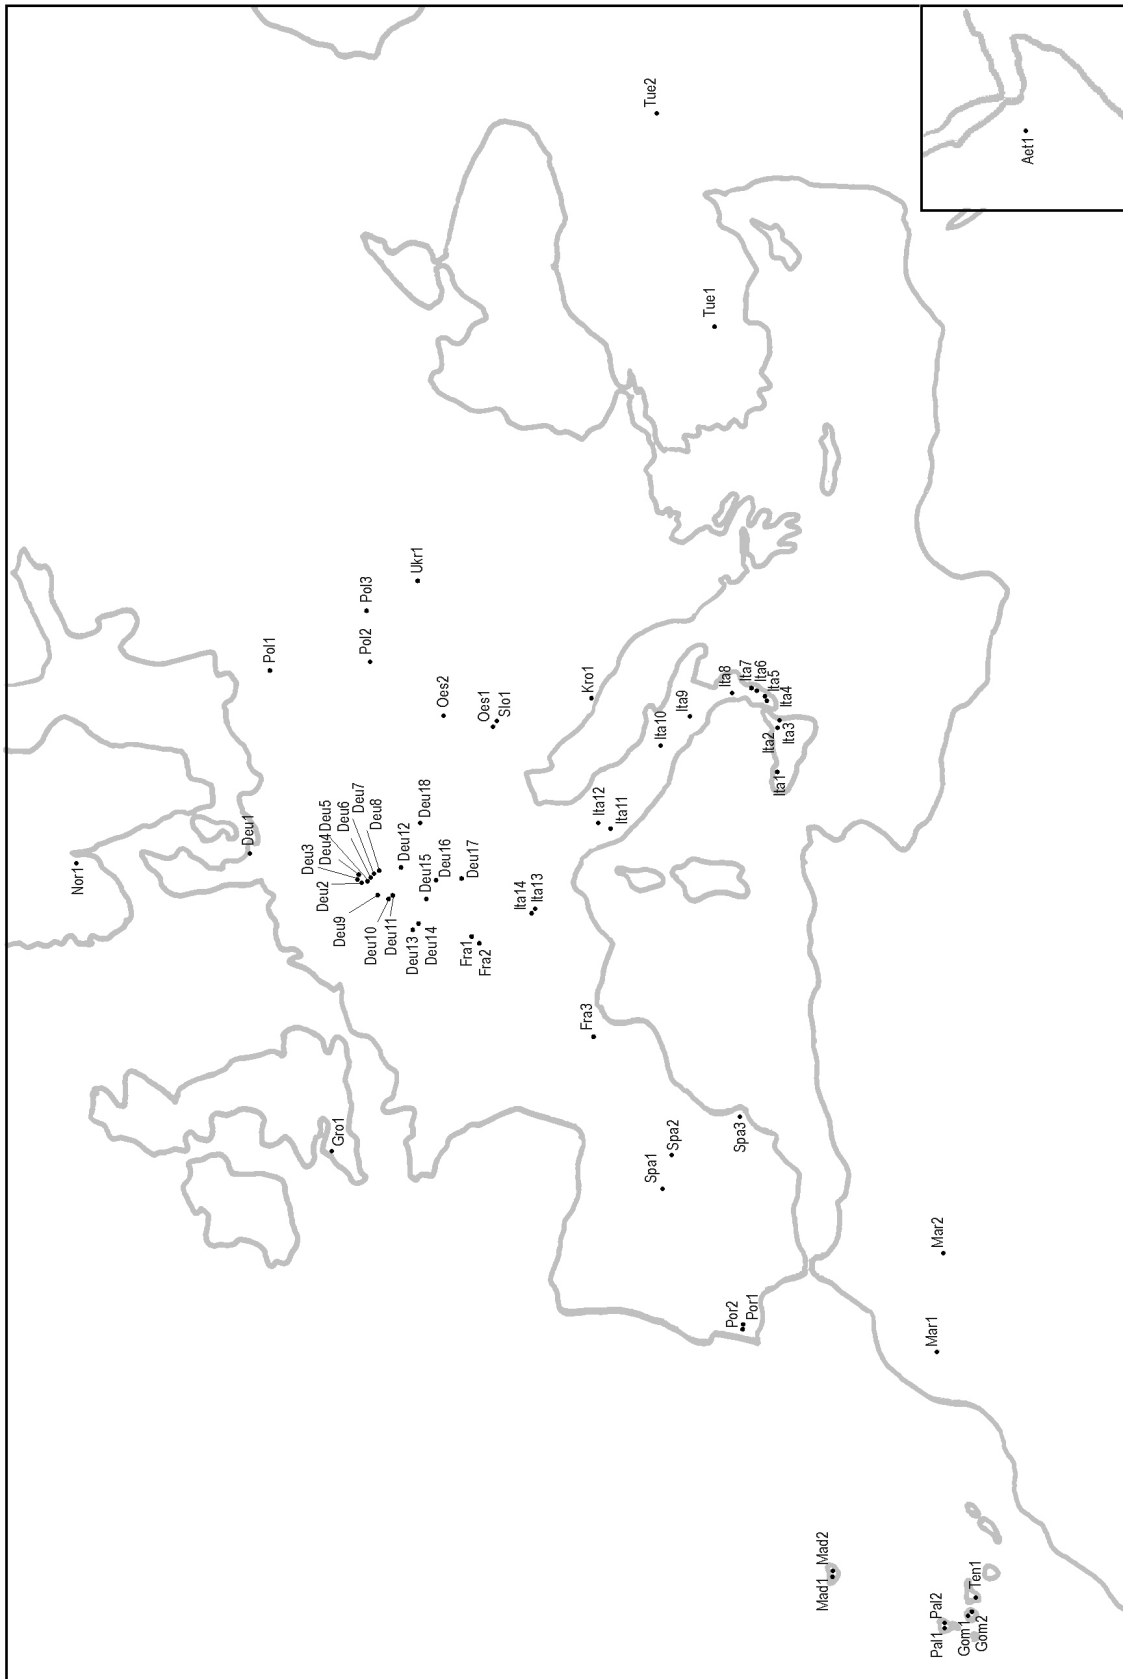 Nor1
Deu1
Pol1
Pol2
Pol3
Ukr1
Deu2
Deu3
Deu4
Deu5
Deu6
Deu7
Deu8
Deu9
Deu10
Deu11
Deu12
Deu13
Deu14
Deu15
Deu16
Deu17
Deu18
Oes1
Oes2
Slo1
Gro1
Fra1
Fra2
Fra3
Kro1
Ita1
Ita2
Ita3
Ita4
Ita5
Ita6
Ita7
Ita8
Ita9
Ita10
Ita11
Ita12
Ita13
Ita14
Spa1
Spa2
Spa3
Por1
Por2
Mar1
Mar2
Mad1
Mad2
Pal1
Pal2
Gom1
Gom2
Ten1
Tue1
Tue2
Aet1